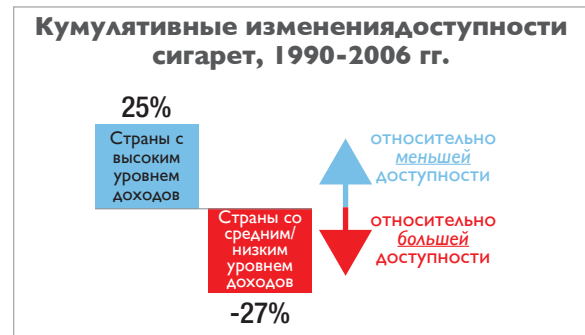 Кумулятивные изменениядоступности
сигарет, 1990-2006 гг.
25%
Страны с
высоким
уровнем
доходов
относительно
меньшей
доступности
Страны со
средним/
низким
уровнем
доходов
относительно
большей
доступности
-27%